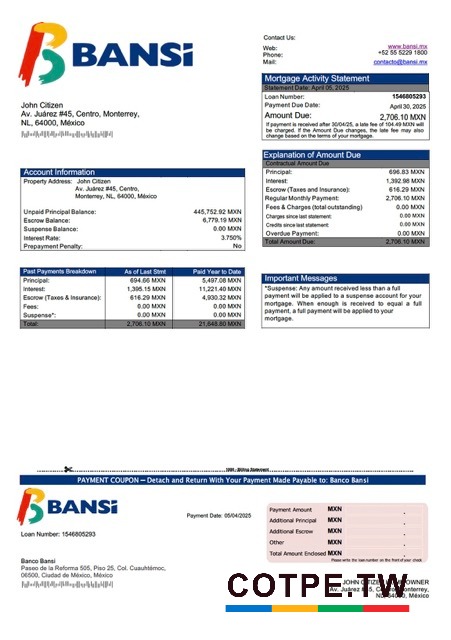 BANSi
Contact Us:
Web: www.bansi.mx
Phone: +52 55 5229 1800
Mail: contacto@bansi.mx
Mortgage Activity Statement
Statement Date: April 05, 2025
Loan Number: 1546805293
Payment Due Date: April 30, 2025
Amount Due: 2,706.10 MXN
If payment is received after 30/04/25, a late fee of 104.49 MXN will
be charged. If the Amount Due changes, the late fee may also
change based on the terms of your mortgage.
John Citizen
Av. Juárez #45, Centro, Monterrey,
NL, 64000, México
Explanation of Amount Due
Contractual Amount Due
Principal: 696.83 MXN
Interest: 1,392.98 MXN
Escrow (Taxes and Insurance): 616.29 MXN
Regular Monthly Payment: 2,706.10 MXN
Fees & Charges (total outstanding) 0.00 MXN
Charges since last statement: 0.00 MXN
Credits since last statement: 0.00 MXN
Overdue Payment: 0.00 MXN
Total Amount Due: 2,706.10 MXN
Account Information
Property Address: John Citizen
Av. Juárez #45, Centro,
Monterrey, NL, 64000, México
Unpaid Principal Balance: 445,752.92 MXN
Escrow Balance: 6,779.19 MXN
Suspense Balance: 0.00 MXN
Interest Rate: 3.750%
Prepayment Penalty: No
Past Payments Breakdown As of Last Stmt Paid Year to Date
Principal: 694.66 MXN 5,497.08 MXN
Interest: 1,395.15 MXN 11,221.40 MXN
Escrow (Taxes & Insurance): 616.29 MXN 4,930.32 MXN
Fees: 0.00 MXN 0.00 MXN
Suspense*: 0.00 MXN 0.00 MXN
Total: 2,706.10 MXN 21,648.80 MXN
Important Messages
*Suspense: Any amount received less than a full
payment will be applied to a suspense account for your
mortgage. When enough is received to equal a full
payment, a full payment will be applied to your
mortgage.
Billing Statement
PAYMENT COUPON – Detach and Return With Your Payment Made Payable to: Banco Bansi
BANSi
Payment Date: 05/04/2025
Loan Number: 1546805293
Payment Amount MXN .
Additional Principal MXN .
Additional Escrow MXN .
Other MXN .
Total Amount Enclosed MXN .
Please write the loan number on the front of your check
Banco Bansi
Paseo de la Reforma 505, Piso 25, Col. Cuauhtémoc,
06500, Ciudad de México, México
JOHN CITIZEN
Av. Juárez #45, Centro, Monterrey,
NL, 64000, México
COTPE.TW